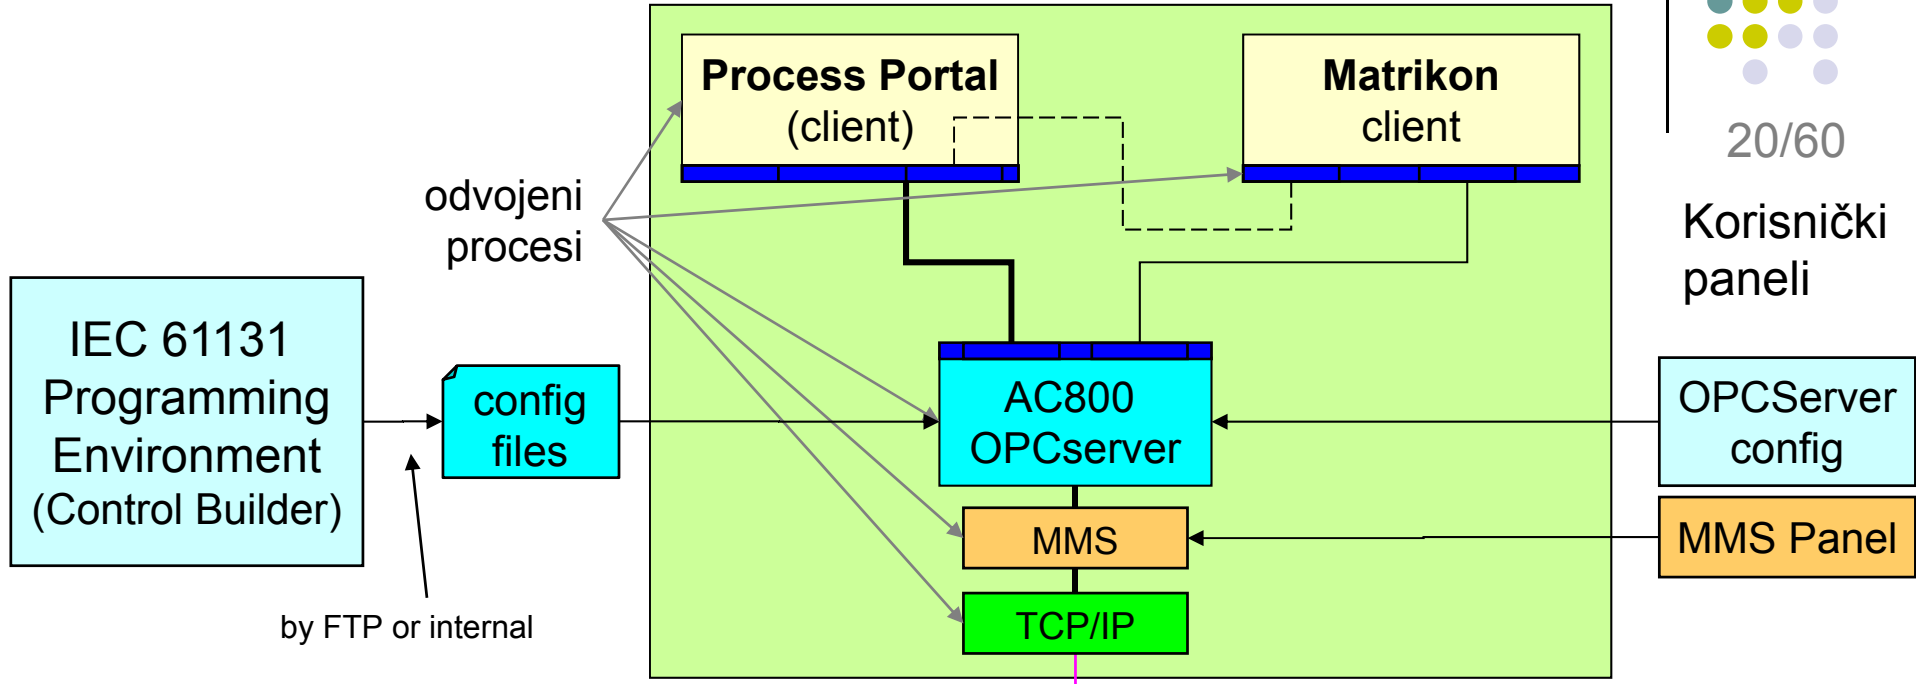 Process Portal
(client)
Matrikon
client
20/60
odvojeni
procesi
Korisnički
paneli
IEC 61131
Programming
Environment
(Control Builder)
config
files
AC800
OPCserver
OPCServer
config
MMS
MMS Panel
by FTP or internal
TCP/IP